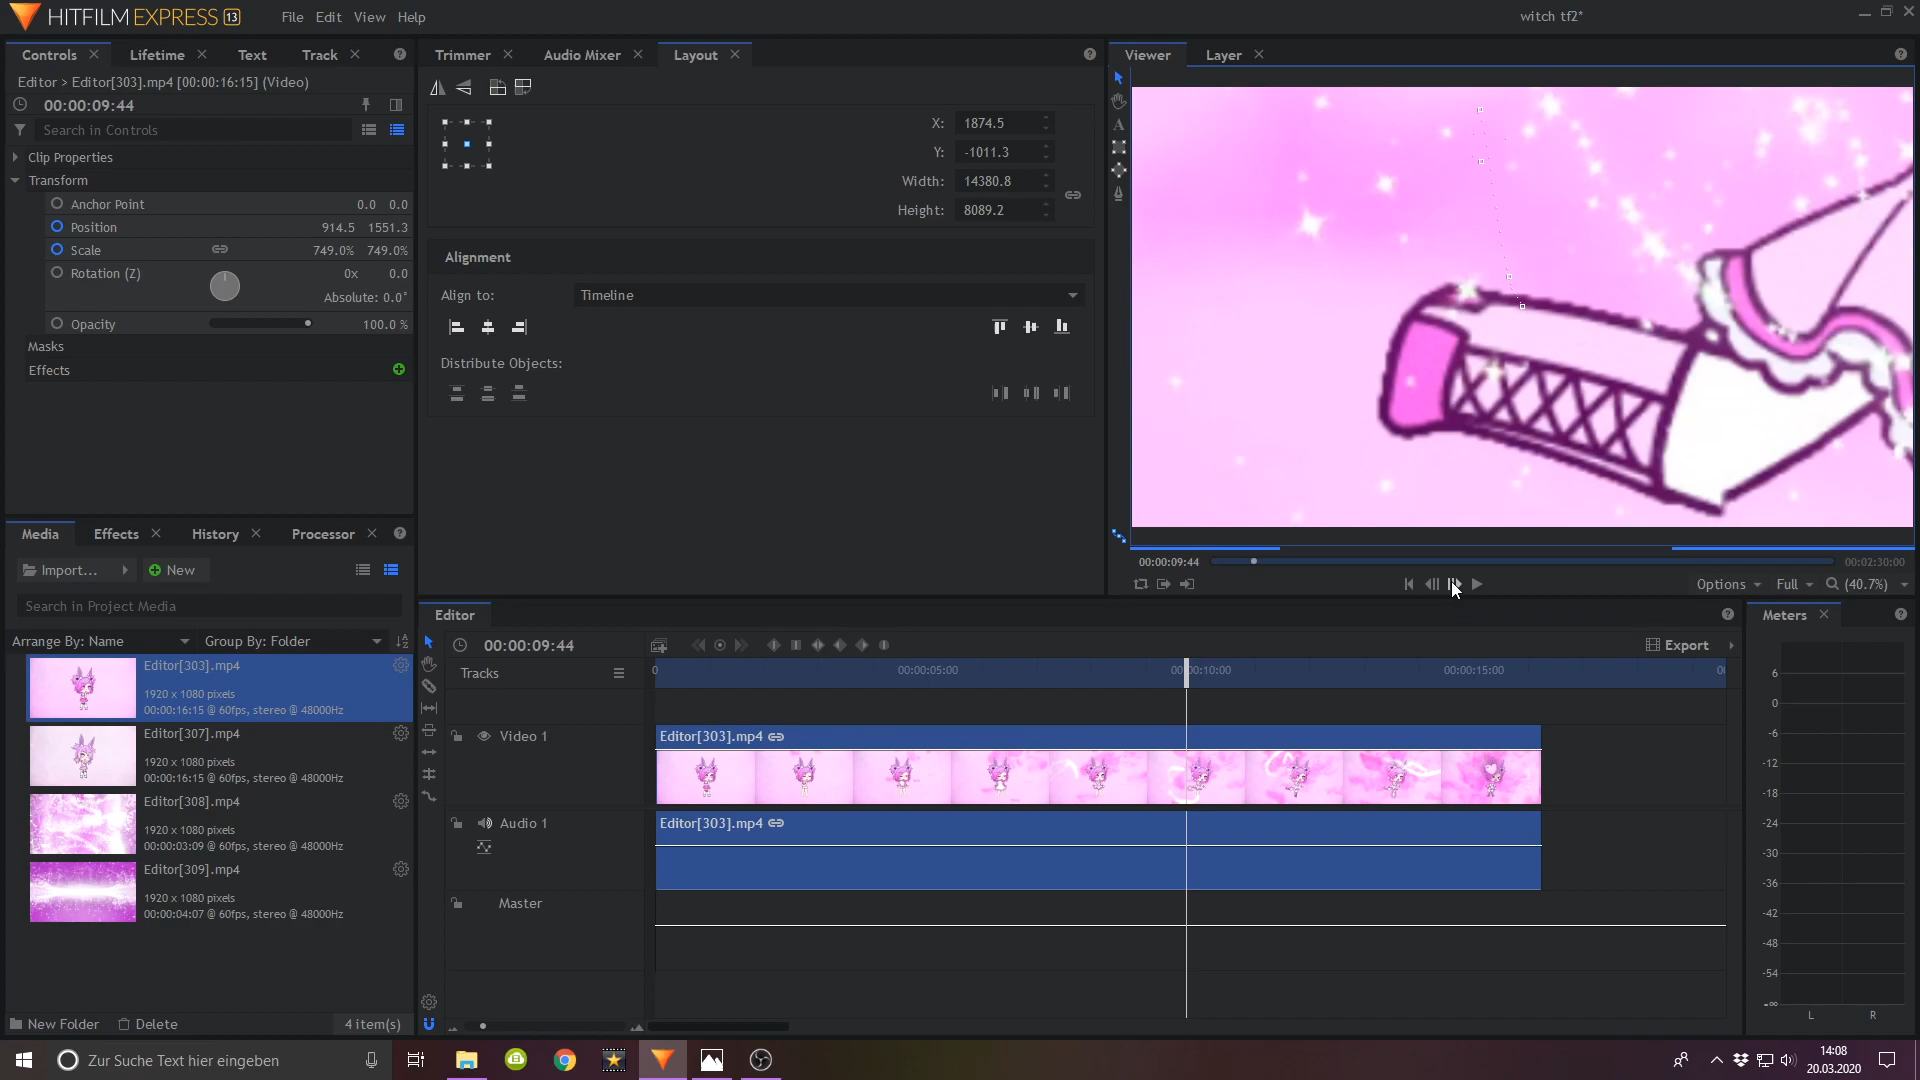 HITFILM EXPRESS 13 File Edit View Help witch tf2*
Controls Lifetime Text Track
Editor > Editor[303].mp4 [00:00:16:15] (Video)
00:00:09:44
Search in Controls
Clip Properties
Transform
Anchor Point 0.0 0.0
Position 914.5 1551.3
Scale 749.0% 749.0%
Rotation (Z) 0x 0.0
Absolute: 0.0°
Opacity 100.0 %
Masks
Effects
Trimmer Audio Mixer Layout
X: 1874.5
Y: -1011.3
Width: 14380.8
Height: 8089.2
Alignment
Align to: Timeline
Distribute Objects:
Viewer Layer
00:00:09:44 00:02:30:00
Options Full (40.7%)
Media Effects History Processor
Import... New
Search in Project Media
Arrange By: Name Group By: Folder
Editor[303].mp4
1920 x 1080 pixels
00:00:16:15 @ 60fps, stereo @ 48000Hz
Editor[307].mp4
1920 x 1080 pixels
00:00:16:15 @ 60fps, stereo @ 48000Hz
Editor[308].mp4
1920 x 1080 pixels
00:00:03:09 @ 60fps, stereo @ 48000Hz
Editor[309].mp4
1920 x 1080 pixels
00:00:04:07 @ 60fps, stereo @ 48000Hz
New Folder Delete 4 item(s)
Editor
00:00:09:44 Export
Tracks 0 00:00:05:00 00:00:10:00 00:00:15:00
Video 1 Editor[303].mp4
Audio 1 Editor[303].mp4
Master
Meters
6
3
0
-3
-6
-12
-18
-24
-30
-36
-42
-48
-54
-∞
L R
Zur Suche Text hier eingeben
14:08
20.03.2020